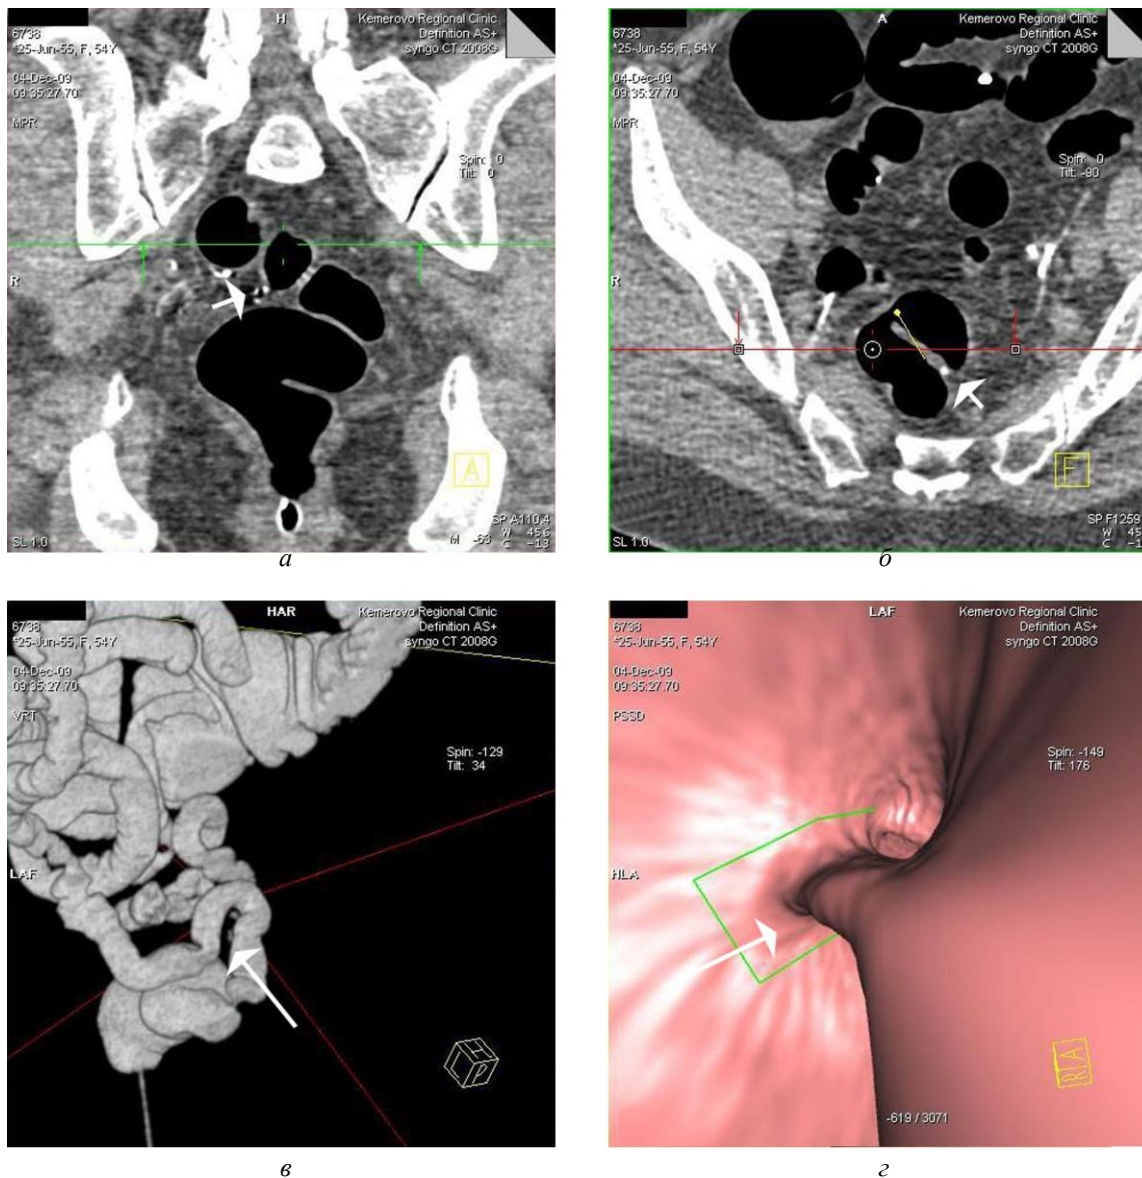 H
Kemerovo Regional Clinic
6738
Definition AS+
*25-Jun-55, F, 54Y
syngo CT 2008G
04-Dec-09
09:35:27.70
MPR
Spin: 0
Tilt: 0
R
A
SP A110,4
W 456
M -63 C -13
SL 1.0
а
A
Kemerovo Regional Clinic
6738
Definition AS+
*25-Jun-55, F, 54Y
syngo CT 2008G
04-Dec-09
09:35:27.70
MPR
Spin: 0
Tilt: -90
R
F
SP F1259
W 45
C -1
SL 1.0
б
HAR
Kemerovo Regional Clinic
6738
Definition AS+
*25-Jun-55, F, 54Y
syngo CT 2008G
04-Dec-09
09:35:27.70
VRT
Spin: -129
Tilt: 34
LAF
H
P
в
LAF
Kemerovo Regional Clinic
6738
Definition AS+
*25-Jun-55, F, 54Y
syngo CT 2008G
04-Dec-09
09:35:27.70
PSSD
Spin: -149
Tilt: 176
HLA
RA
-619 / 3071
г